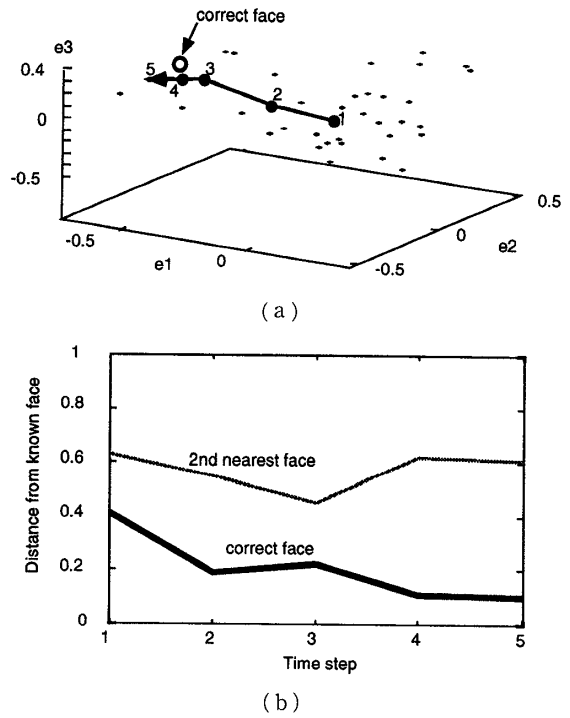 correct face
e3
0.4
0
-0.5
5
4
3
2
1
-0.5
0
e1
-0.5
0
0.5
e2
(a)
1
0.8
0.6
0.4
0.2
0
Distance from known face
2nd nearest face
correct face
1
2
3
4
5
Time step
(b)